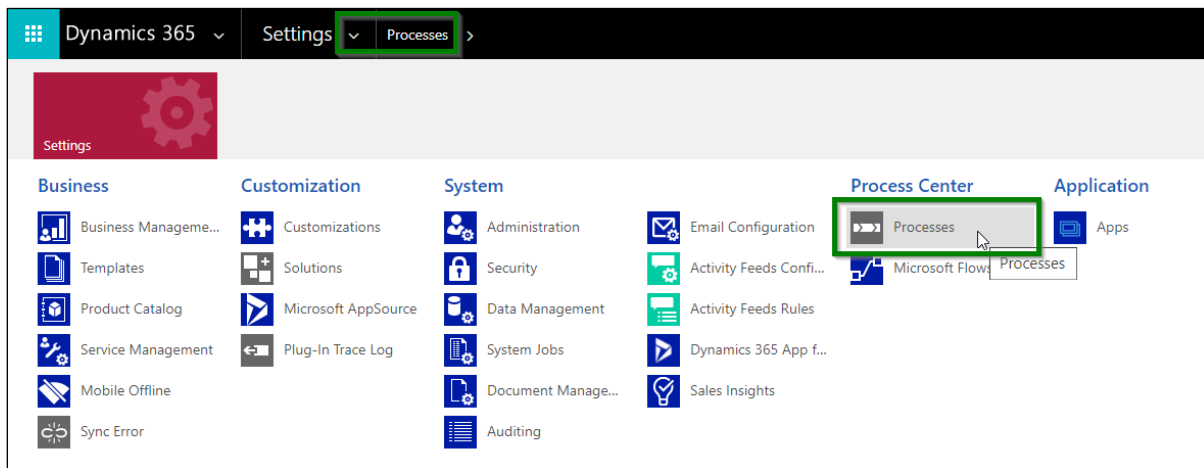 Dynamics 365 Settings Processes
Settings
Business
Business Manageme...
Templates
Product Catalog
Service Management
Mobile Offline
Sync Error
Customization
Customizations
Solutions
Microsoft AppSource
Plug-In Trace Log
System
Administration
Security
Data Management
System Jobs
Document Manage...
Auditing
Email Configuration
Activity Feeds Confi...
Activity Feeds Rules
Dynamics 365 App f...
Sales Insights
Process Center
Processes
Microsoft Flows
Processes
Application
Apps